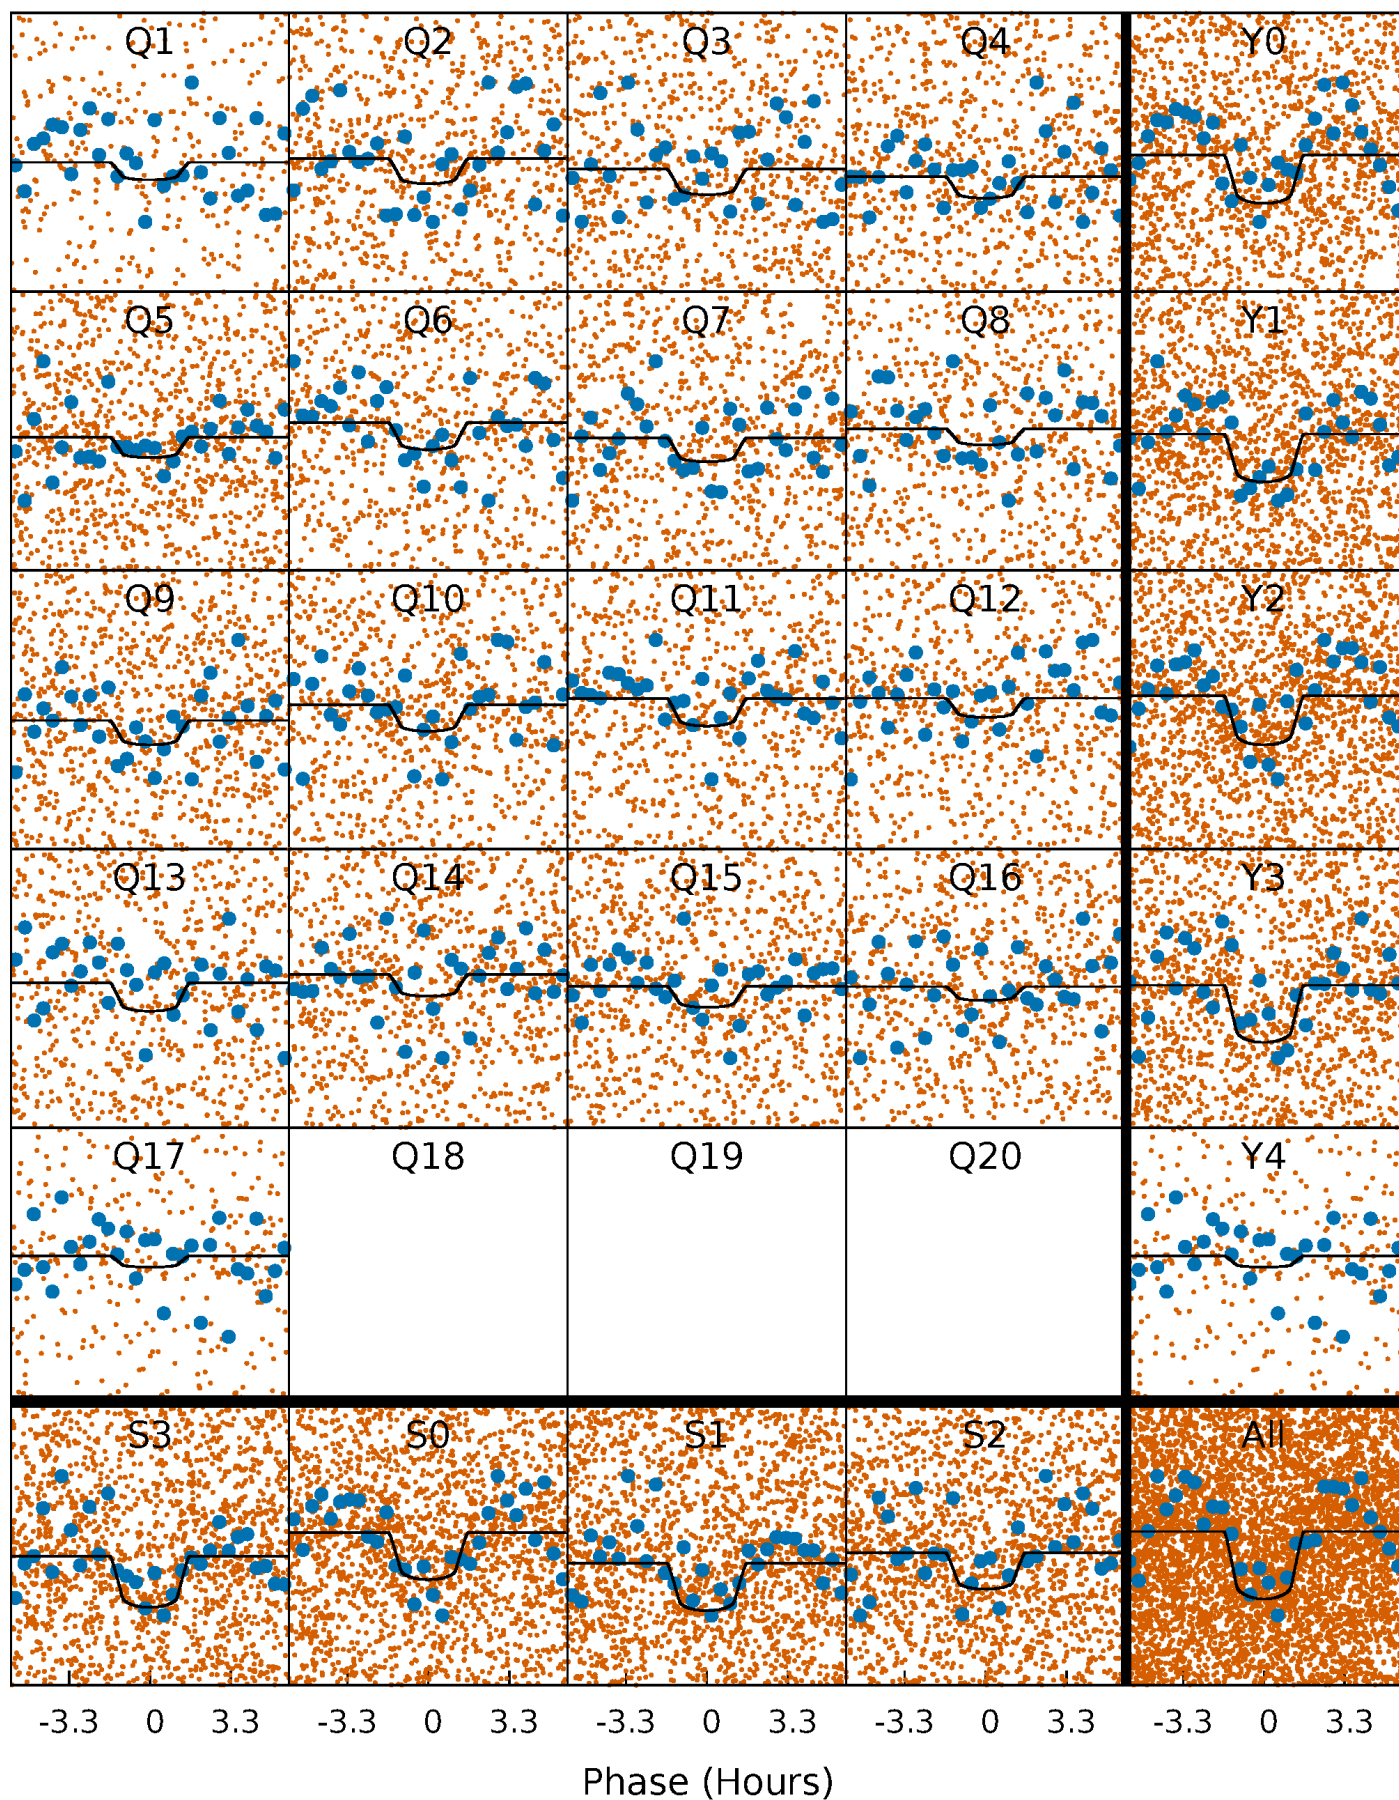 Q1 Q2 Q3 Q4 Y0
Q5 Q6 Q7 Q8 Y1
Q9 Q10 Q11 Q12 Y2
Q13 Q14 Q15 Q16 Y3
Q17 Q18 Q19 Q20 Y4
S3 S0 S1 S2 All
-3.3 0 3.3 -3.3 0 3.3 -3.3 0 3.3 -3.3 0 3.3 -3.3 0 3.3
Phase (Hours)